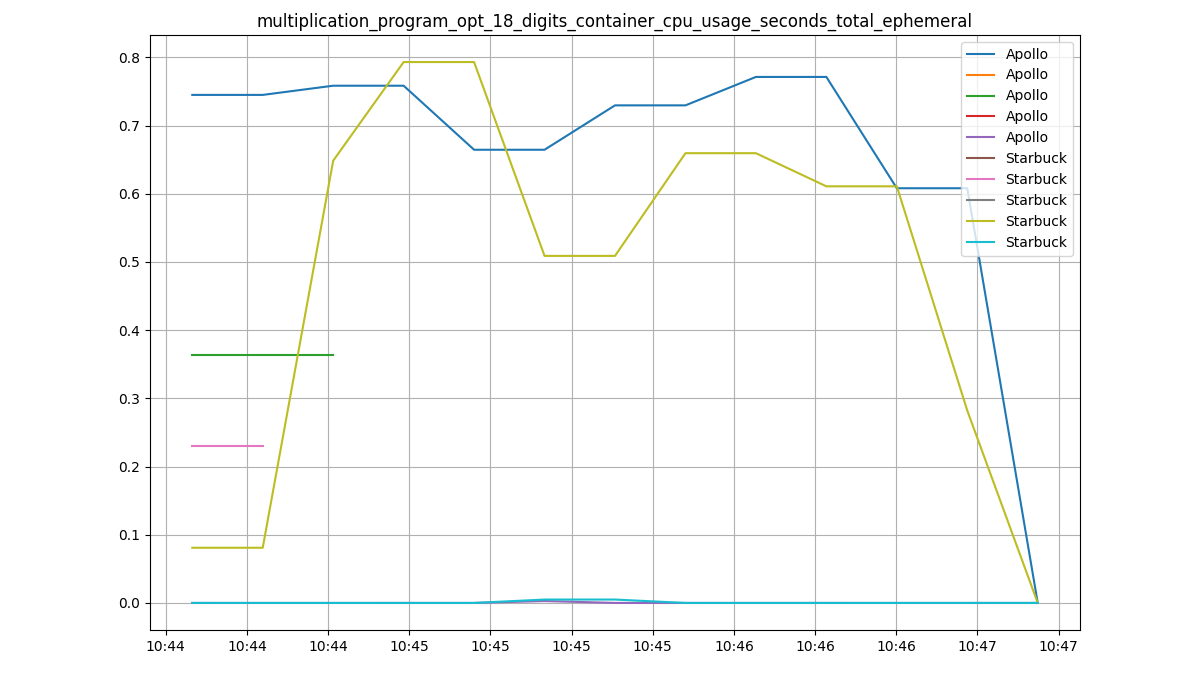 multiplication_program_opt_18_digits_container_cpu_usage_seconds_total_ephemeral
Apollo
Apollo
Apollo
Apollo
Apollo
Starbuck
Starbuck
Starbuck
Starbuck
Starbuck
0.8
0.7
0.6
0.5
0.4
0.3
0.2
0.1
0.0
10:44 10:44 10:44 10:45 10:45 10:45 10:45 10:46 10:46 10:46 10:47 10:47